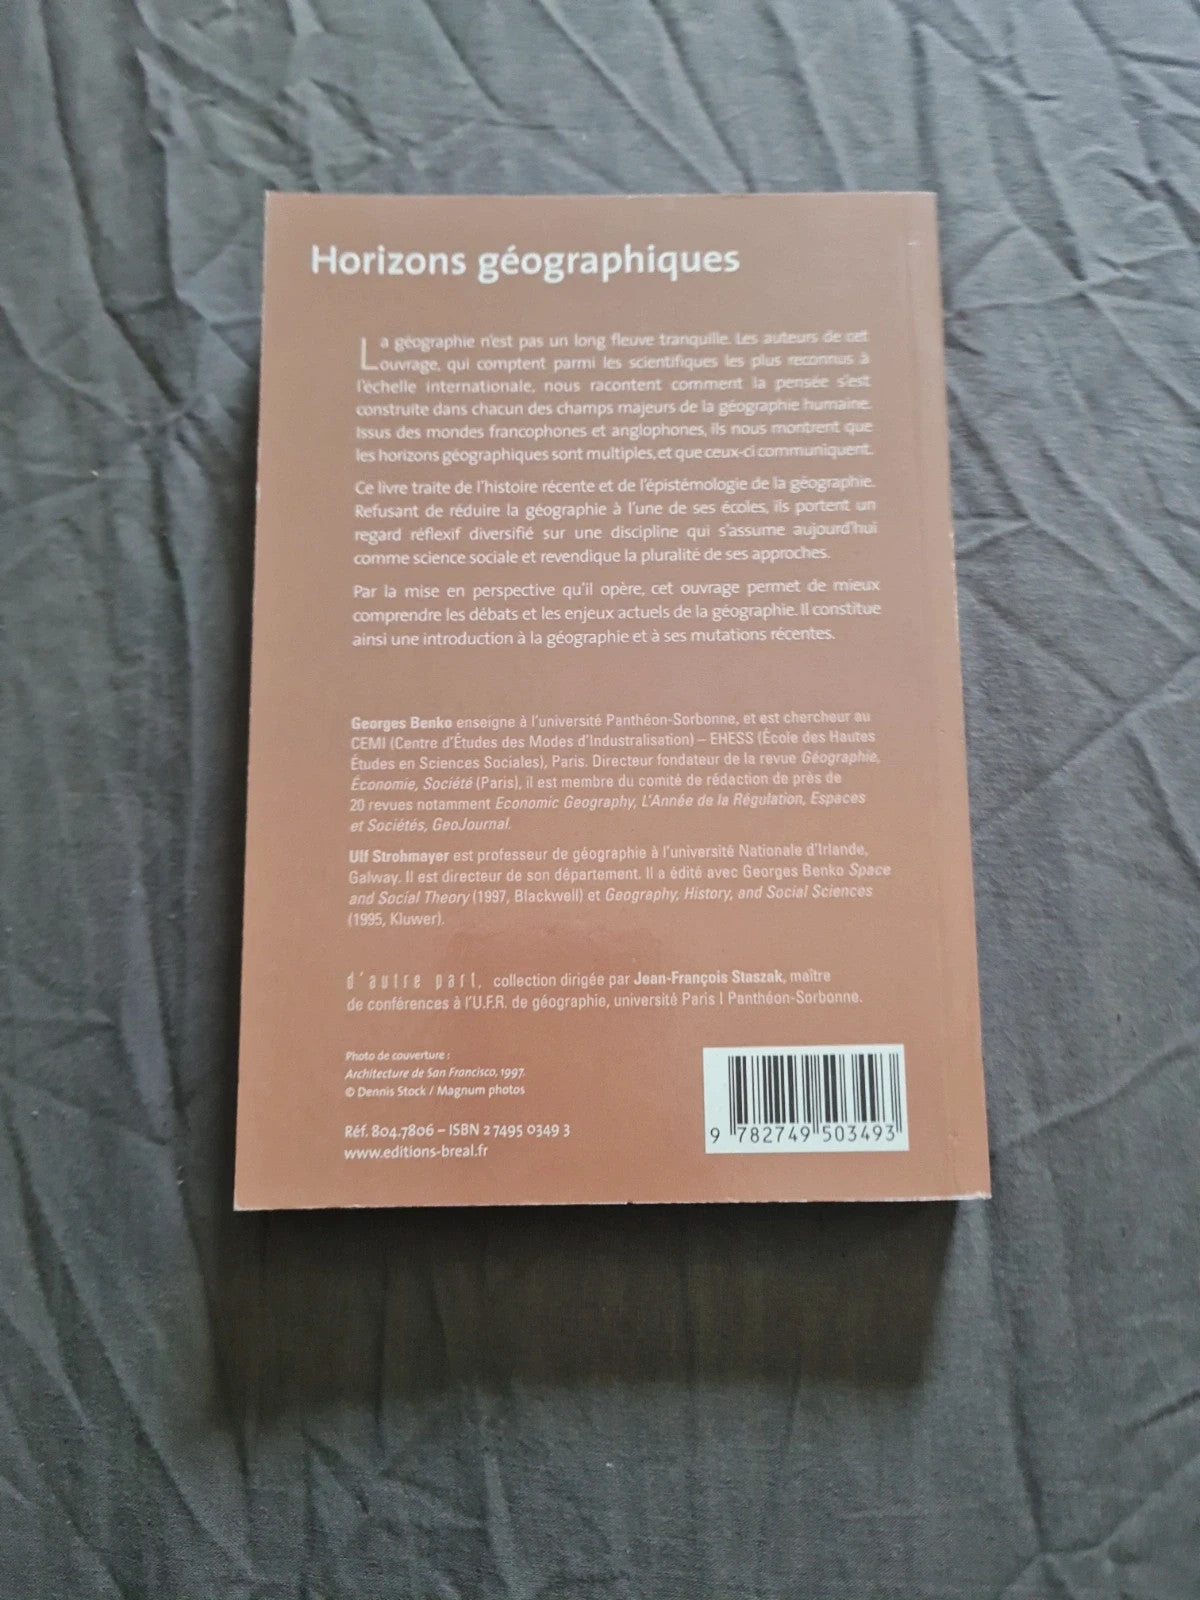 Horizons géographiques
La géographie n'est pas un long fleuve tranquille. Les auteurs de cet
ouvrage, qui comptent parmi les scientifiques les plus reconnus à
l'échelle internationale, nous racontent comment la pensée s'est
construite dans chacun des champs majeurs de la géographie humaine.
Issus des mondes francophones et anglophones, ils nous montrent que
les horizons géographiques sont multiples, et que ceux-ci communiquent.
Ce livre traite de l'histoire récente et de l'épistémologie de la géographie.
Refusant de réduire la géographie à l'une de ses écoles, ils portent un
regard réflexif diversifié sur une discipline qui s'assume aujourd'hui
comme science sociale et revendique la pluralité de ses approches.
Par la mise en perspective qu'il opère, cet ouvrage permet de mieux
comprendre les débats et les enjeux actuels de la géographie. Il constitue
ainsi une introduction à la géographie et à ses mutations récentes.
Georges Benko enseigne à l'université Panthéon-Sorbonne, et est chercheur au
CEMI (Centre d'Études des Modes d'Industralisation) – EHESS (École des Hautes
Études en Sciences Sociales), Paris. Directeur fondateur de la revue Géographie,
Économie, Société (Paris), il est membre du comité de rédaction de près de
20 revues notamment Economic Geography, L'Année de la Régulation, Espaces
et Sociétés, GeoJournal.
Ulf Strohmayer est professeur de géographie à l'université Nationale d'Irlande,
Galway. Il est directeur de son département. Il a édité avec Georges Benko Space
and Social Theory (1997, Blackwell) et Geography, History, and Social Sciences
(1995, Kluwer).
d'autre part, collection dirigée par Jean-François Staszak, maître
de conférences à l'U.F.R. de géographie, université Paris I Panthéon-Sorbonne.
Photo de couverture :
Architecture de San Francisco, 1997.
© Dennis Stock / Magnum photos
Réf. 804.7806 – ISBN 2 7495 0349 3
www.editions-breal.fr
9 782749 503493